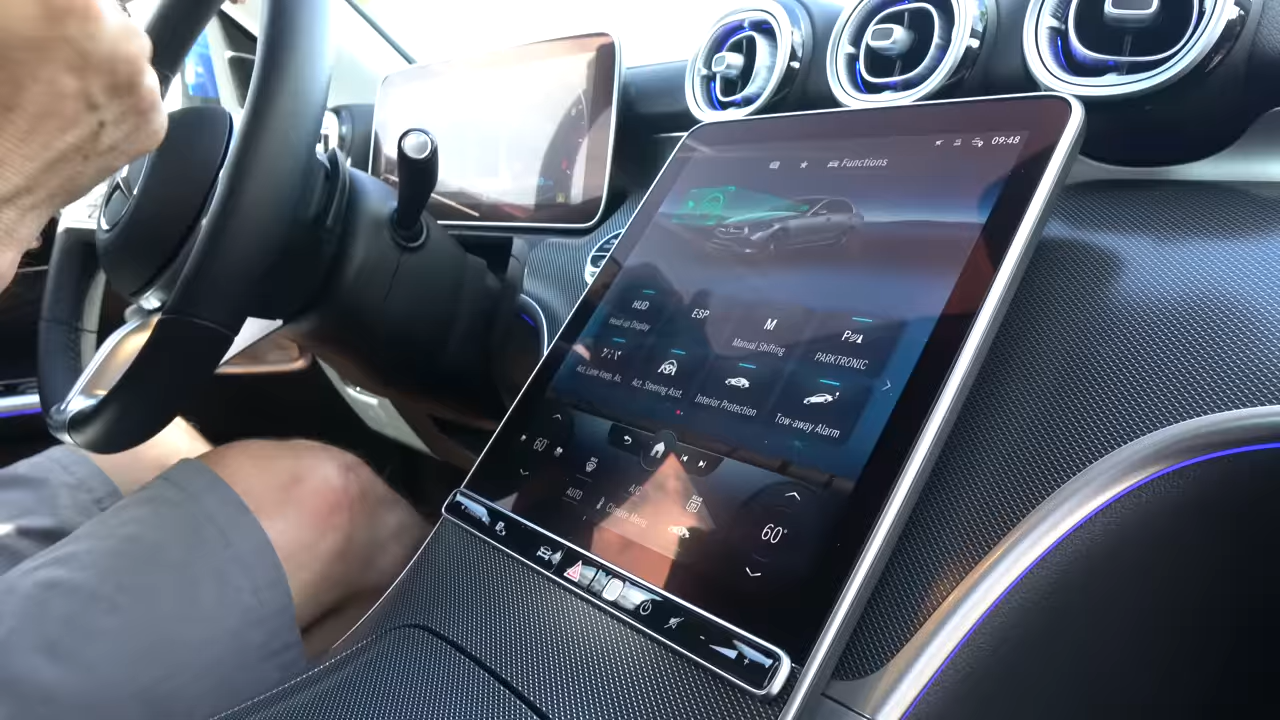 09:48
Functions
HUD
Head-up Display
ESP
M
Manual Shifting
P
PARKTRONIC
Act. Lane Keep. As.
Act. Steering Asst.
Interior Protection
Tow-away Alarm
60°
AUTO
A/C
Climate Menu
REAR
60°
- +